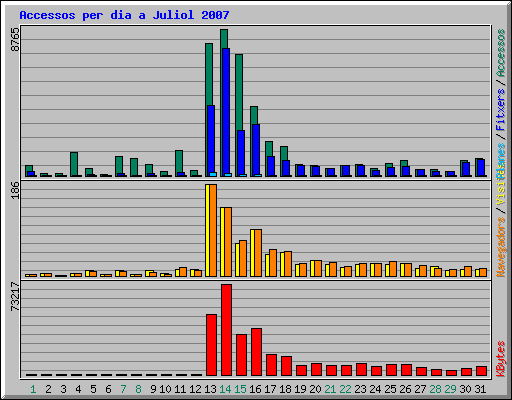 Accessos per dia a Juliol 2007
8765
186
73217
Accessos / Fitxers / Pàgines
Navegadors / Visites
KBytes
1 2 3 4 5 6 7 8 9 10 11 12 13 14 15 16 17 18 19 20 21 22 23 24 25 26 27 28 29 30 31